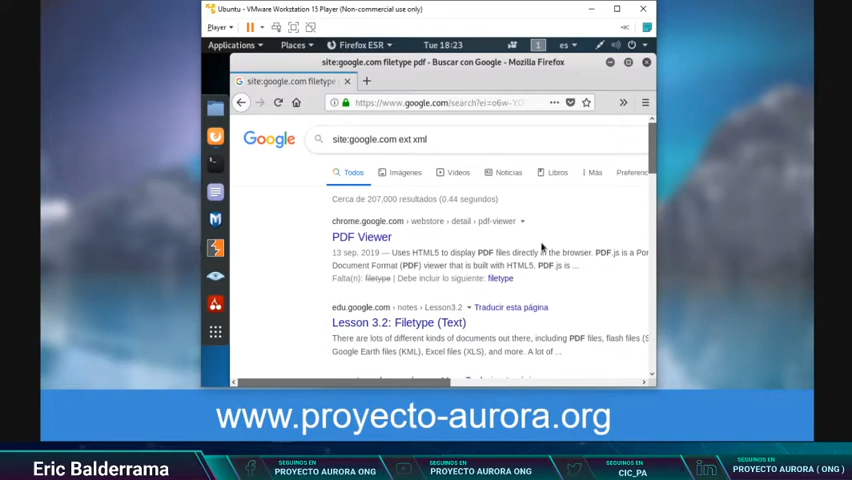 Ubuntu - VMware Workstation 15 Player (Non-commercial use only)
Player
Applications Places Firefox ESR Tue 18:23 1 es
site:google.com filetype pdf - Buscar con Google - Mozilla Firefox
site:google.com filetype
https://www.google.com/search?ei=o6w-YO
Google site:google.com ext xml
Todos Imágenes Videos Noticias Libros Más Preferenc
Cerca de 207,000 resultados (0.44 segundos)
chrome.google.com › webstore › detail › pdf-viewer
PDF Viewer
13 sep. 2019 — Uses HTML5 to display PDF files directly in the browser. PDF.js is a Por
Document Format (PDF) viewer that is built with HTML5. PDF.js is ...
Falta(n): filetype | Debe incluir lo siguiente: filetype
edu.google.com › notes › Lesson3.2 Traducir esta página
Lesson 3.2: Filetype (Text)
There are lots of different kinds of documents out there, including PDF files, flash files (S
Google Earth files (KML), Excel files (XLS), and more. A lot of ...
www.proyecto-aurora.org
Eric Balderrama
SEGUINOS EN
PROYECTO AURORA ONG
SEGUINOS EN
PROYECTO AURORA ONG
SEGUINOS EN
CIC_PA
SEGUINOS EN
PROYECTO AURORA ( ONG )